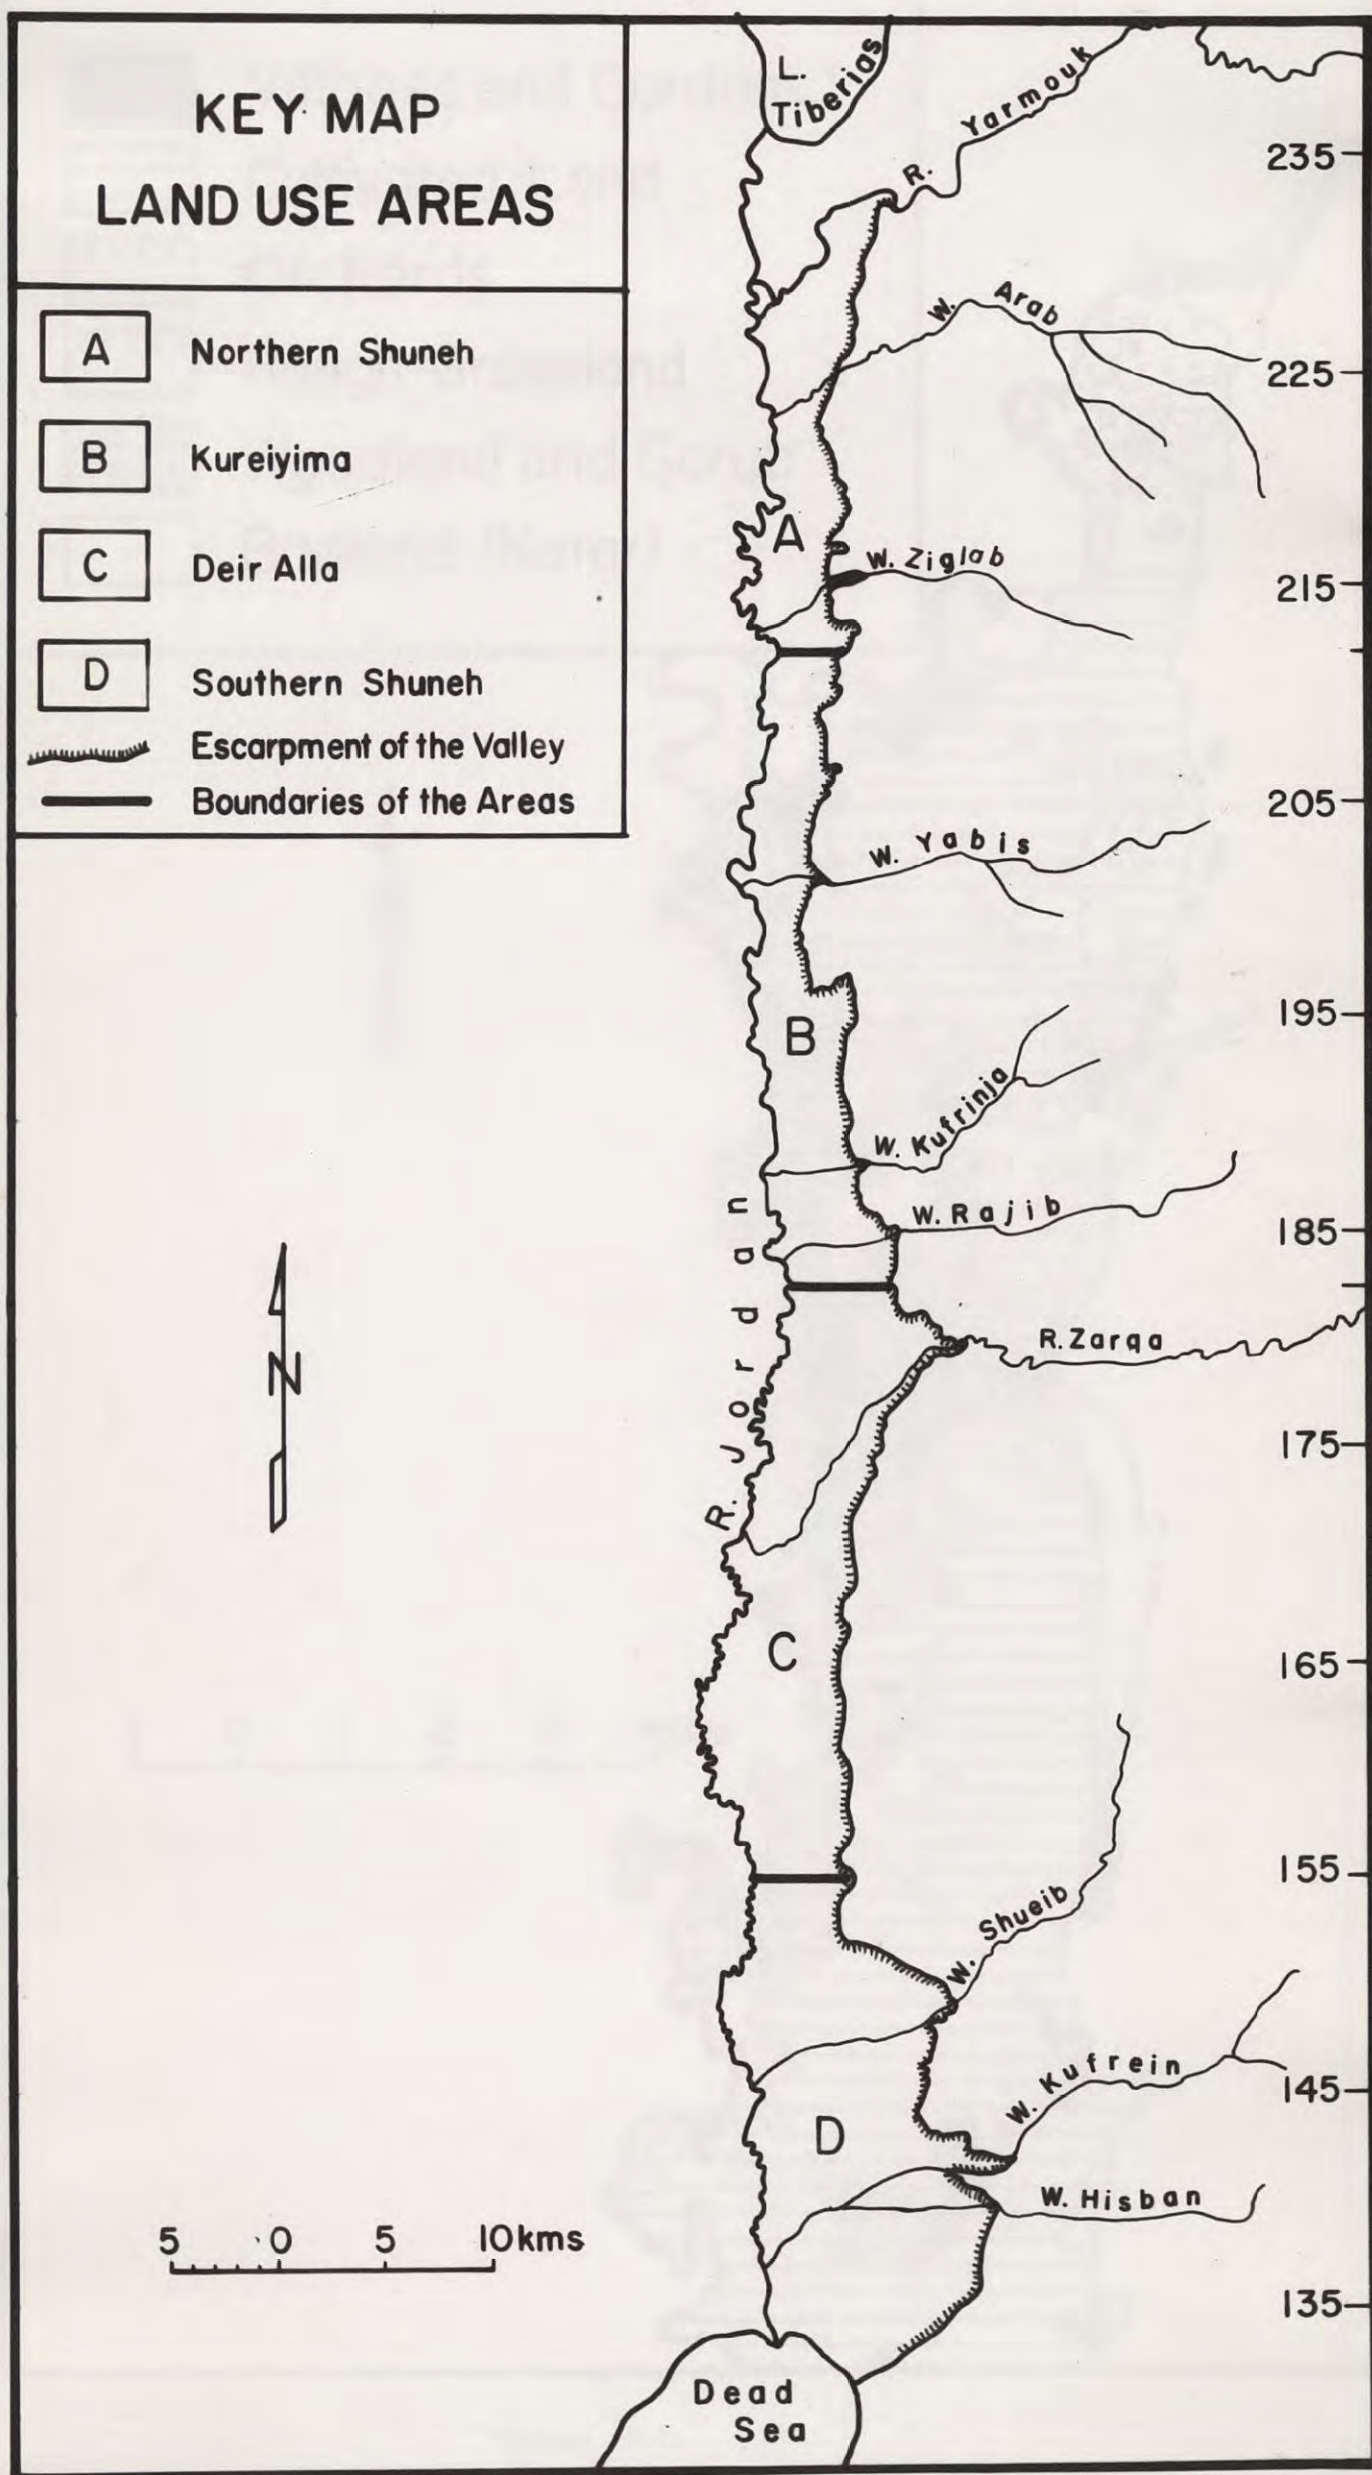 KEY MAP
LAND USE AREAS
A Northern Shuneh
B Kureiyima
C Deir Alla
D Southern Shuneh
Escarpment of the Valley
Boundaries of the Areas
L.
Tiberias
R. Yarmouk
235
W. Arab
225
A
W. Ziglab
215
205
W. Yabis
195
B
W. Kufrinja
W. Rajib
185
R. Jordan
R. Zarqa
N
175
C
165
155
W. Shueib
W. Kufrein
145
D
W. Hisban
5 0 5 10 kms
135
Dead
Sea